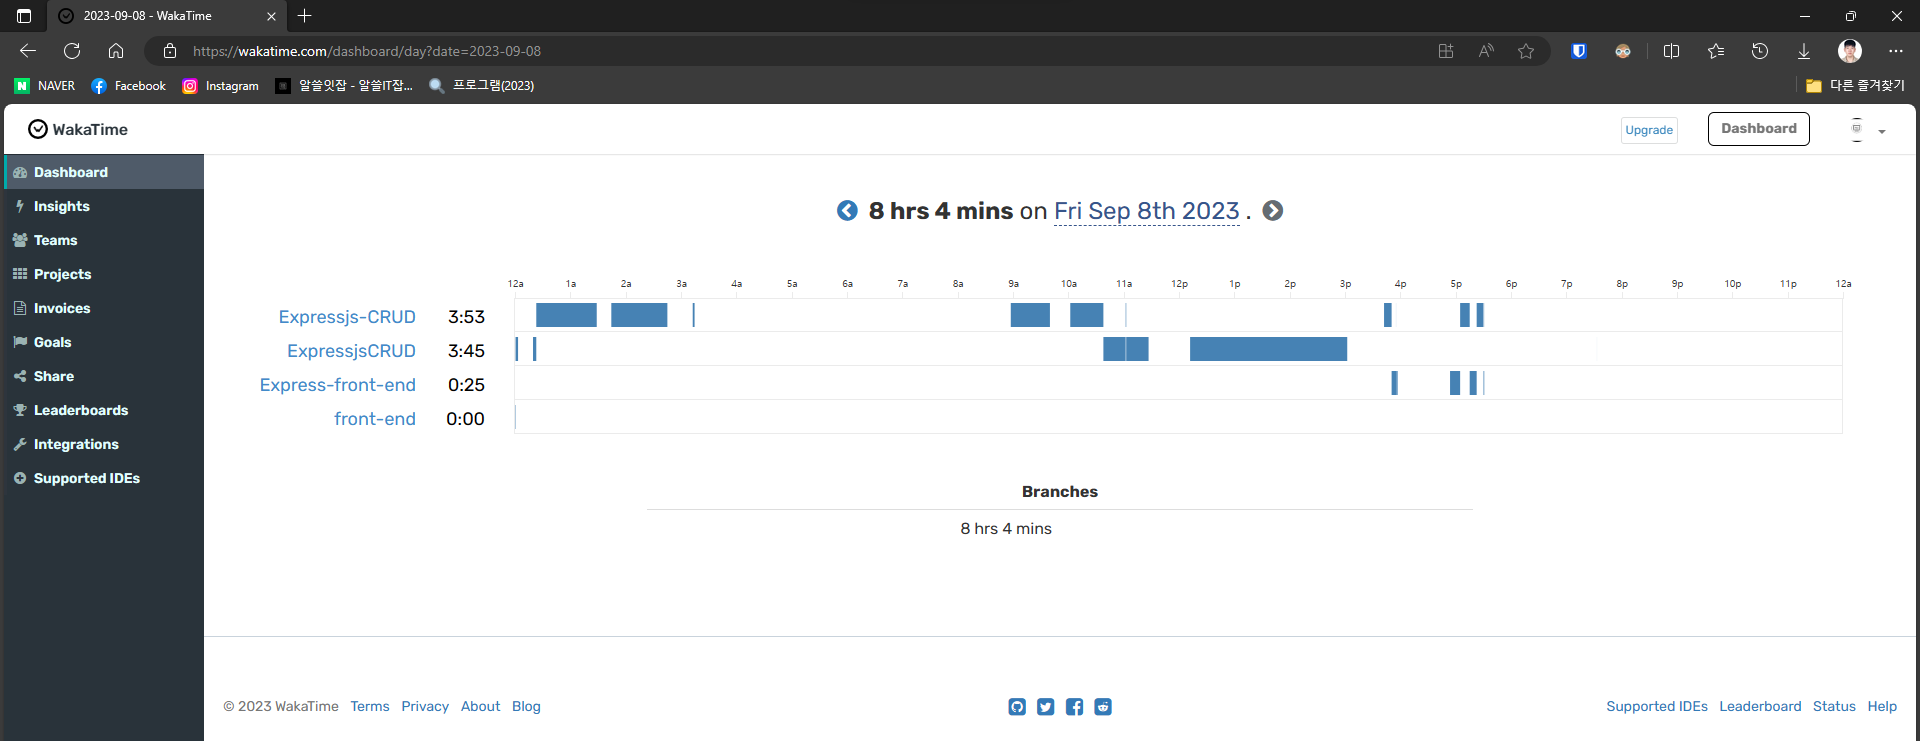 2023-09-08 - WakaTime
https://wakatime.com/dashboard/day?date=2023-09-08
NAVER Facebook Instagram 알쓸잇잡 - 알쓸IT잡... 프로그램(2023) 다른 즐겨찾기
WakaTime
Upgrade Dashboard
Dashboard
Insights
Teams
Projects
Invoices
Goals
Share
Leaderboards
Integrations
Supported IDEs
8 hrs 4 mins on Fri Sep 8th 2023 .
12a 1a 2a 3a 4a 5a 6a 7a 8a 9a 10a 11a 12p 1p 2p 3p 4p 5p 6p 7p 8p 9p 10p 11p 12a
Expressjs-CRUD 3:53
ExpressjsCRUD 3:45
Express-front-end 0:25
front-end 0:00
Branches
8 hrs 4 mins
© 2023 WakaTime Terms Privacy About Blog
Supported IDEs Leaderboard Status Help